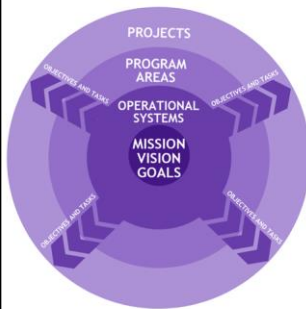 PROJECTS
PROGRAM
AREAS
OBJECTIVES AND TASKS
OBJECTIVES AND TASKS
OPERATIONAL
SYSTEMS
MISSION
VISION
GOALS
OBJECTIVES AND TASKS
OBJECTIVES AND TASKS